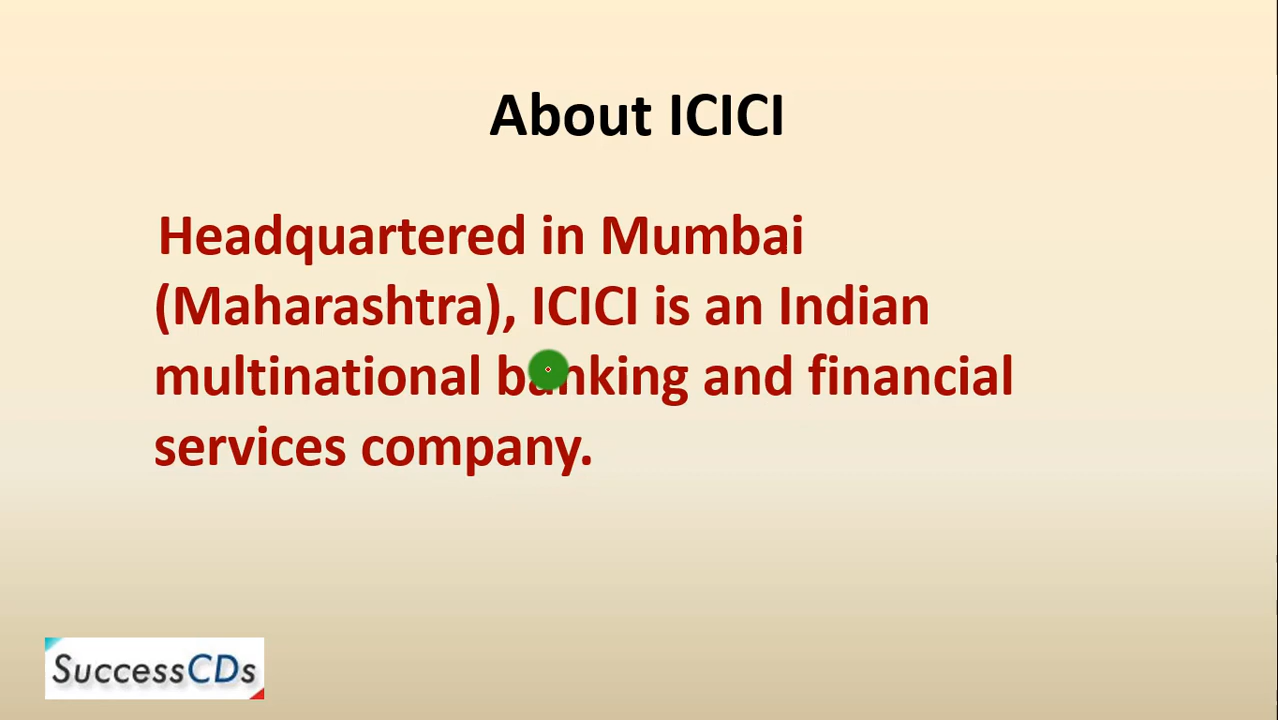 About ICICI
Headquartered in Mumbai
(Maharashtra), ICICI is an Indian
multinational banking and financial
services company.
SuccessCDs